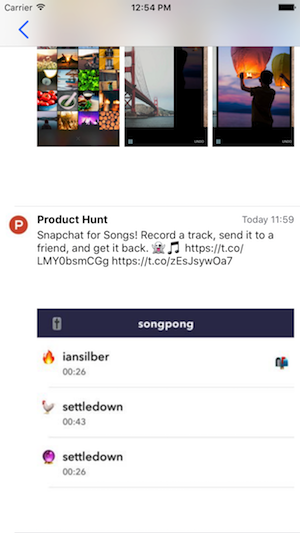 Carrier 12:54 PM
P Product Hunt Today 11:59
Snapchat for Songs! Record a track, send it to a
friend, and get it back. 👻🎵 https://t.co/
LMY0bsmCGg https://t.co/zEsJsywOa7
songpong
iansilber
00:26
settledown
00:43
settledown
00:26